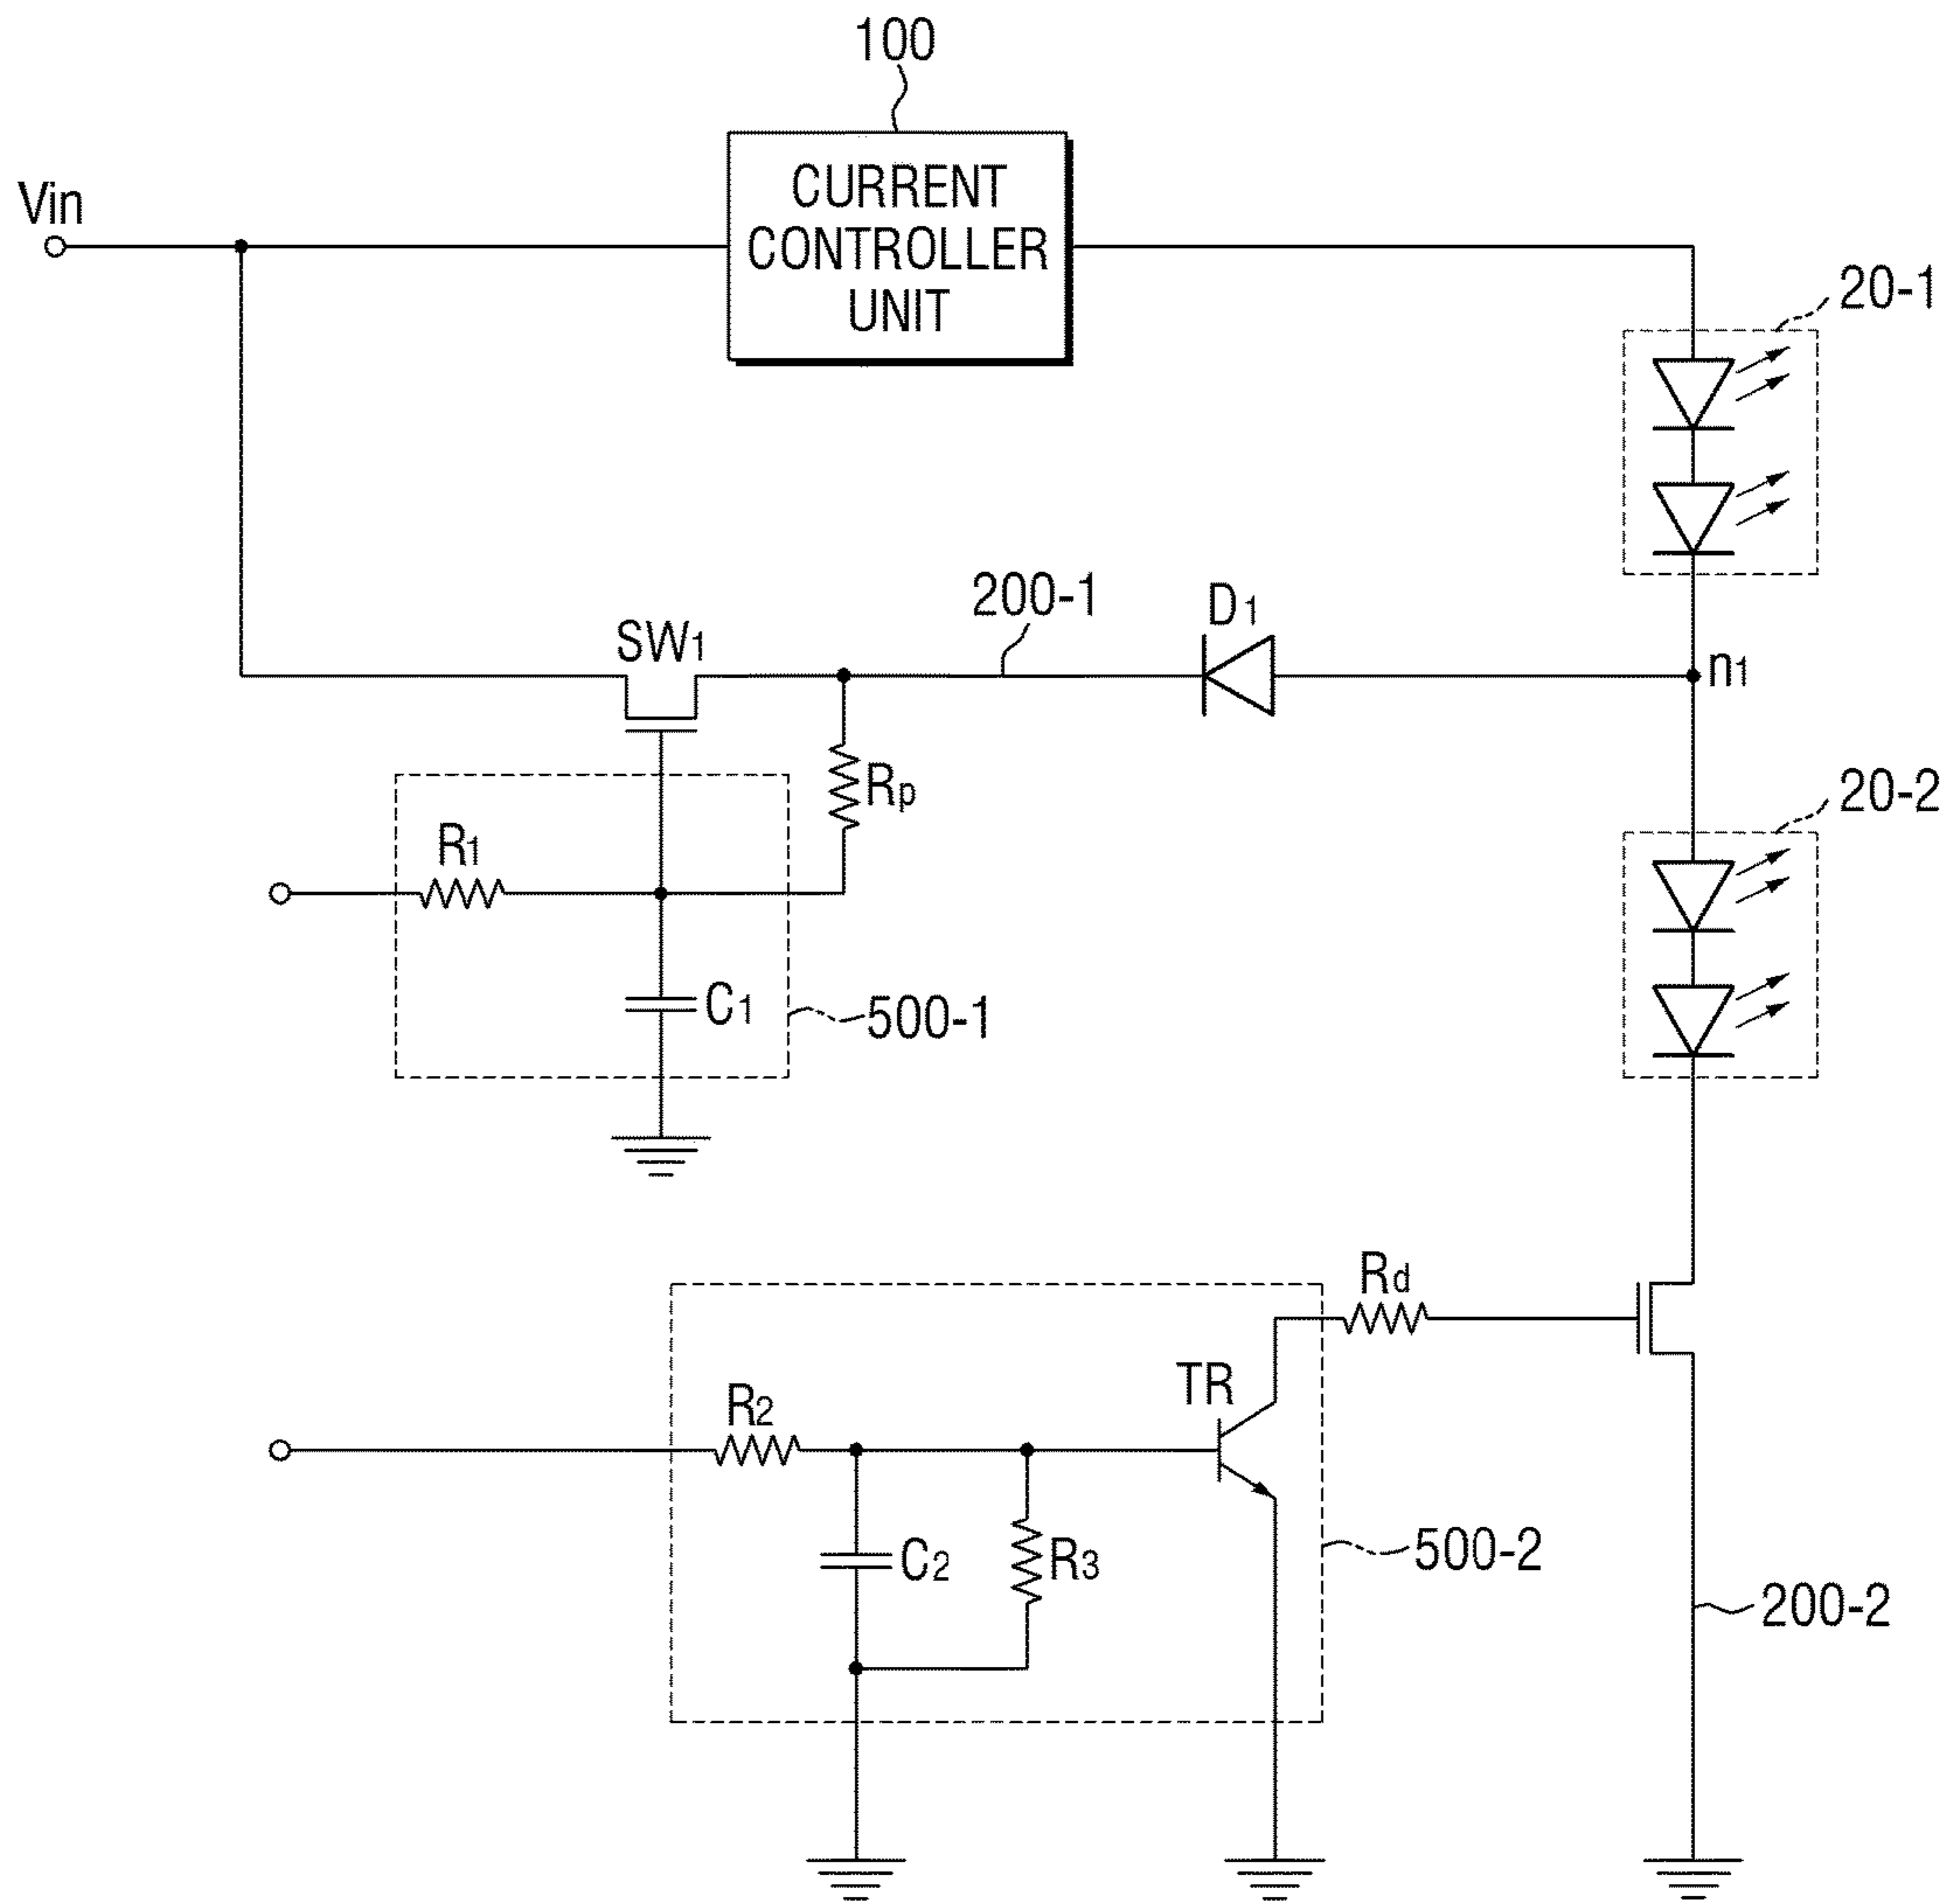 100
Vin
CURRENT
CONTROLLER
UNIT
20-1
200-1
D1
SW1
n1
Rp
20-2
R1
C1
500-1
Rd
TR
R2
C2
R3
500-2
200-2